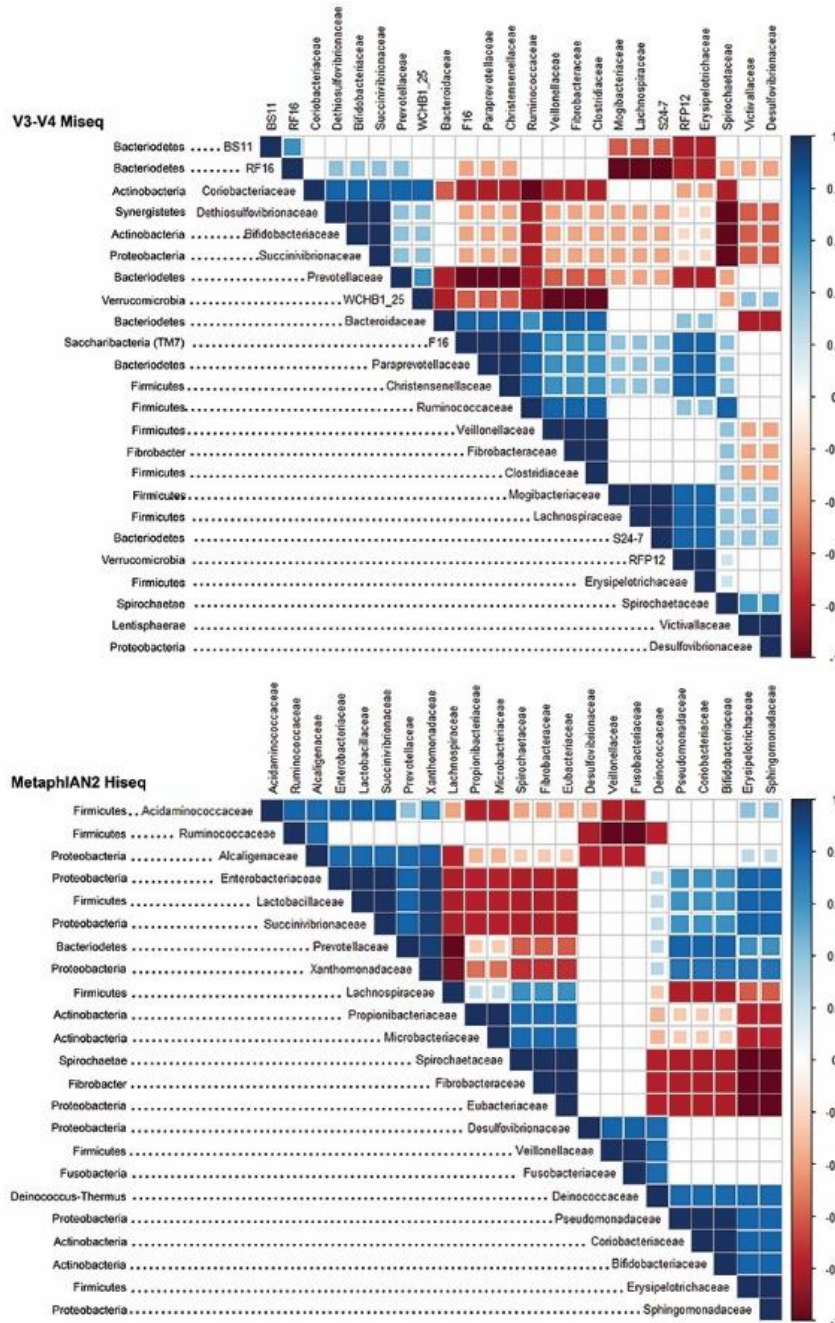 V3-V4 Miseq
BS11
RF16
Coriobacteriaceae
Dethiosulfovibrionaceae
Bifidobacteriaceae
Succinivibrionaceae
Prevotellaceae
WCHB1_25
Bacteroidaceae
F16
Paraprevotellaceae
Christensenellaceae
Ruminococcaceae
Veillonellaceae
Fibrobacteraceae
Clostridiaceae
Mogibacteriaceae
Lachnospiraceae
S24-7
RFP12
Erysipelotrichaceae
Spirochaetaceae
Victivallaceae
Desulfovibrionaceae
Bacteriodetes ........ BS11
Bacteriodetes ........ RF16
Actinobacteria Coriobacteriaceae
Synergistetes Dethiosulfovibrionaceae
Actinobacteria ....... Bifidobacteriaceae
Proteobacteria ....... Succinivibrionaceae
Bacteriodetes ........ Prevotellaceae
Verrucomicrobia ........ WCHB1_25
Bacteriodetes ........ Bacteroidaceae
Saccharibacteria (TM7) ........ F16
Bacteriodetes ........ Paraprevotellaceae
Firmicutes ........ Christensenellaceae
Firmicutes ........ Ruminococcaceae
Firmicutes ........ Veillonellaceae
Fibrobacter ........ Fibrobacteraceae
Firmicutes ........ Clostridiaceae
Firmicutes ........ Mogibacteriaceae
Firmicutes ........ Lachnospiraceae
Bacteriodetes ........ S24-7
Verrucomicrobia ........ RFP12
Firmicutes ........ Erysipelotrichaceae
Spirochaetae ........ Spirochaetaceae
Lentisphaerae ........ Victivallaceae
Proteobacteria ........ Desulfovibrionaceae
1
0
MetaphlAN2 Hiseq
Acidaminococcaceae
Ruminococcaceae
Alcaligenaceae
Enterobacteriaceae
Lactobacillaceae
Succinivibrionaceae
Prevotellaceae
Xanthomonadaceae
Lachnospiraceae
Propionibacteriaceae
Microbacteriaceae
Spirochaetaceae
Fibrobacteraceae
Eubacteriaceae
Desulfovibrionaceae
Veillonellaceae
Fusobacteriaceae
Deinococcaceae
Pseudomonadaceae
Coriobacteriaceae
Bifidobacteriaceae
Erysipelotrichaceae
Sphingomonadaceae
Firmicutes .. Acidaminococcaceae
Firmicutes ....... Ruminococcaceae
Proteobacteria ........ Alcaligenaceae
Proteobacteria ........ Enterobacteriaceae
Firmicutes ........ Lactobacillaceae
Proteobacteria ........ Succinivibrionaceae
Bacteriodetes ........ Prevotellaceae
Proteobacteria ........ Xanthomonadaceae
Firmicutes ........ Lachnospiraceae
Actinobacteria ........ Propionibacteriaceae
Actinobacteria ........ Microbacteriaceae
Spirochaetae ........ Spirochaetaceae
Fibrobacter ........ Fibrobacteraceae
Proteobacteria ........ Eubacteriaceae
Proteobacteria ........ Desulfovibrionaceae
Firmicutes ........ Veillonellaceae
Fusobacteria ........ Fusobacteriaceae
Deinococcus-Thermus ........ Deinococcaceae
Proteobacteria ........ Pseudomonadaceae
Actinobacteria ........ Coriobacteriaceae
Actinobacteria ........ Bifidobacteriaceae
Firmicutes ........ Erysipelotrichaceae
Proteobacteria ........ Sphingomonadaceae
1
0